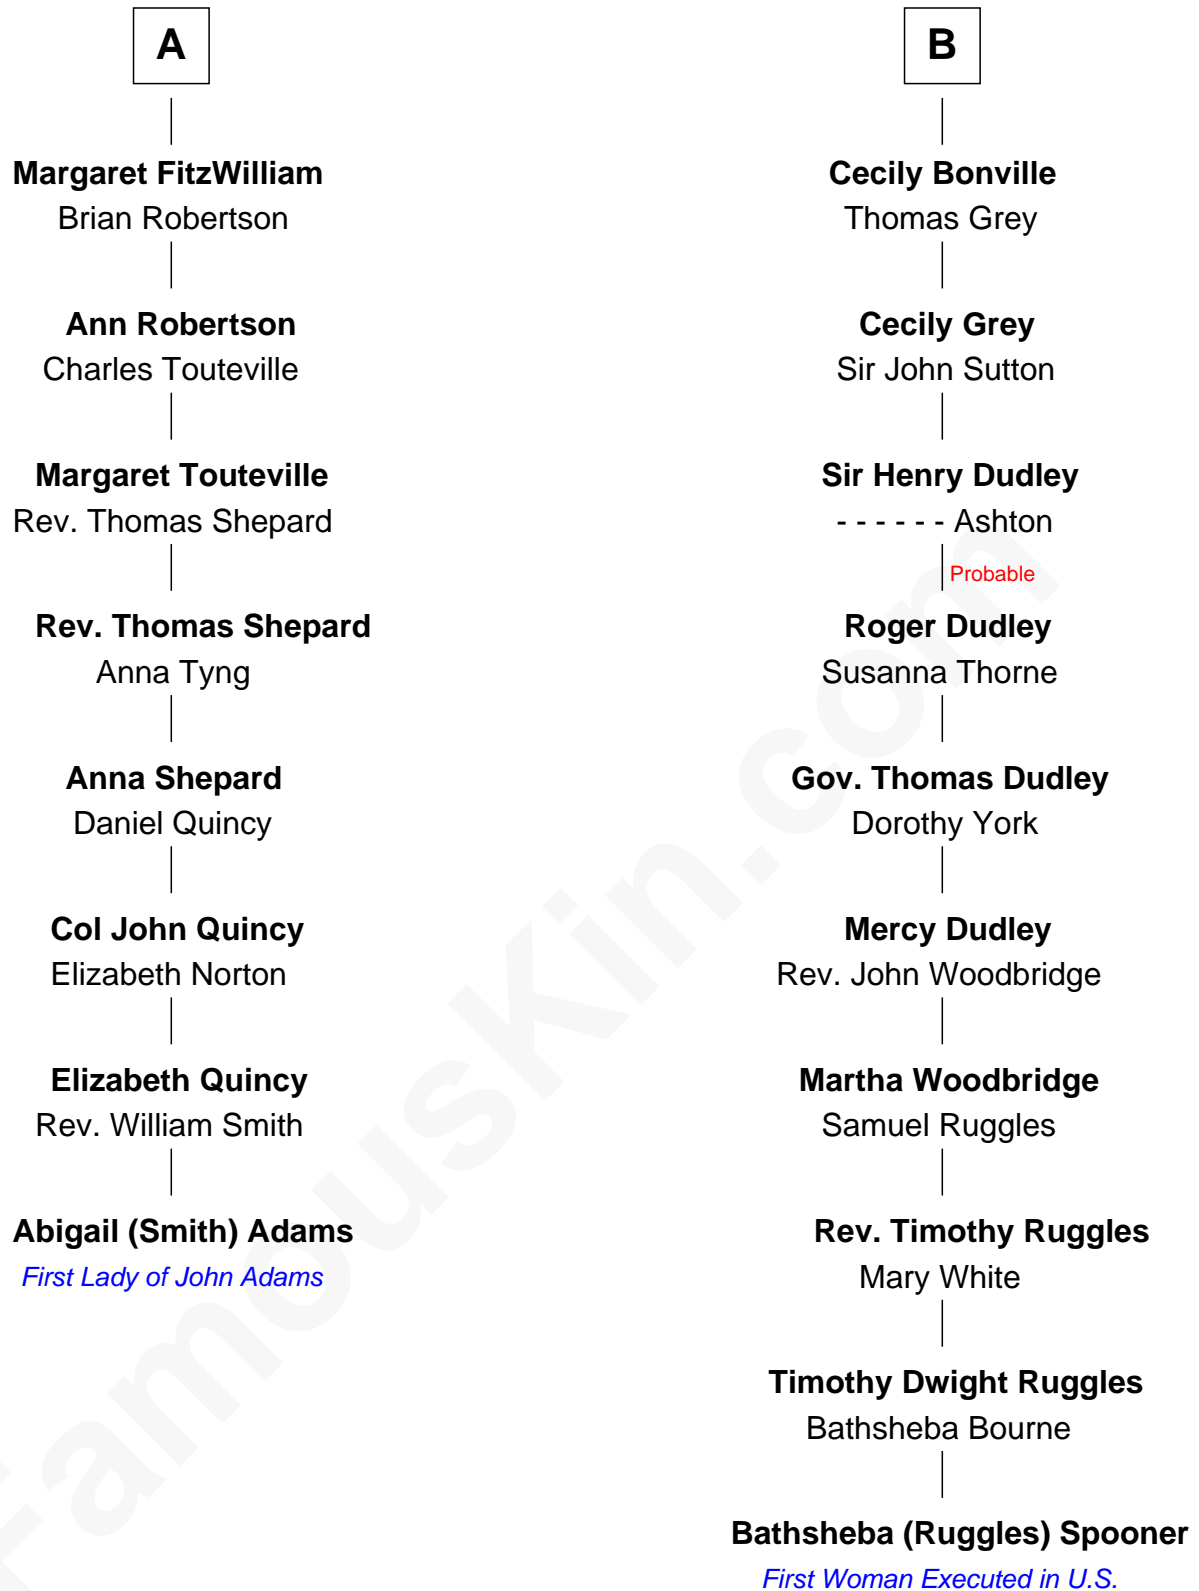 A
Margaret FitzWilliam
Brian Robertson
Ann Robertson
Charles Touteville
Margaret Touteville
Rev. Thomas Shepard
Rev. Thomas Shepard
Anna Tyng
Anna Shepard
Daniel Quincy
Col John Quincy
Elizabeth Norton
Elizabeth Quincy
Rev. William Smith
Abigail (Smith) Adams
First Lady of John Adams
B
Cecily Bonville
Thomas Grey
Cecily Grey
Sir John Sutton
Sir Henry Dudley
- - - - - - Ashton
Probable
Roger Dudley
Susanna Thorne
Gov. Thomas Dudley
Dorothy York
Mercy Dudley
Rev. John Woodbridge
Martha Woodbridge
Samuel Ruggles
Rev. Timothy Ruggles
Mary White
Timothy Dwight Ruggles
Bathsheba Bourne
Bathsheba (Ruggles) Spooner
First Woman Executed in U.S.
FamousKin.com